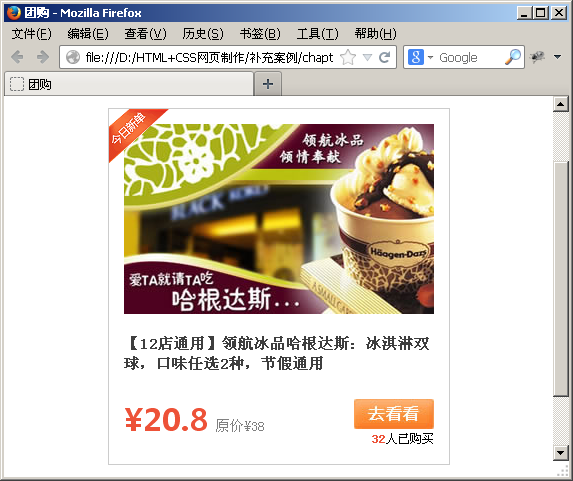 团购 - Mozilla Firefox
文件(F) 编辑(E) 查看(V) 历史(S) 书签(B) 工具(T) 帮助(H)
file:///D:/HTML+CSS网页制作/补充案例/chapt
Google
团购
今日新单
领航冰品
倾情奉献
BLACK
Häagen-Dazs
爱TA就请TA吃
哈根达斯...
【12店通用】领航冰品哈根达斯：冰淇淋双
球，口味任选2种，节假通用
¥20.8 原价¥38
去看看
32人已购买